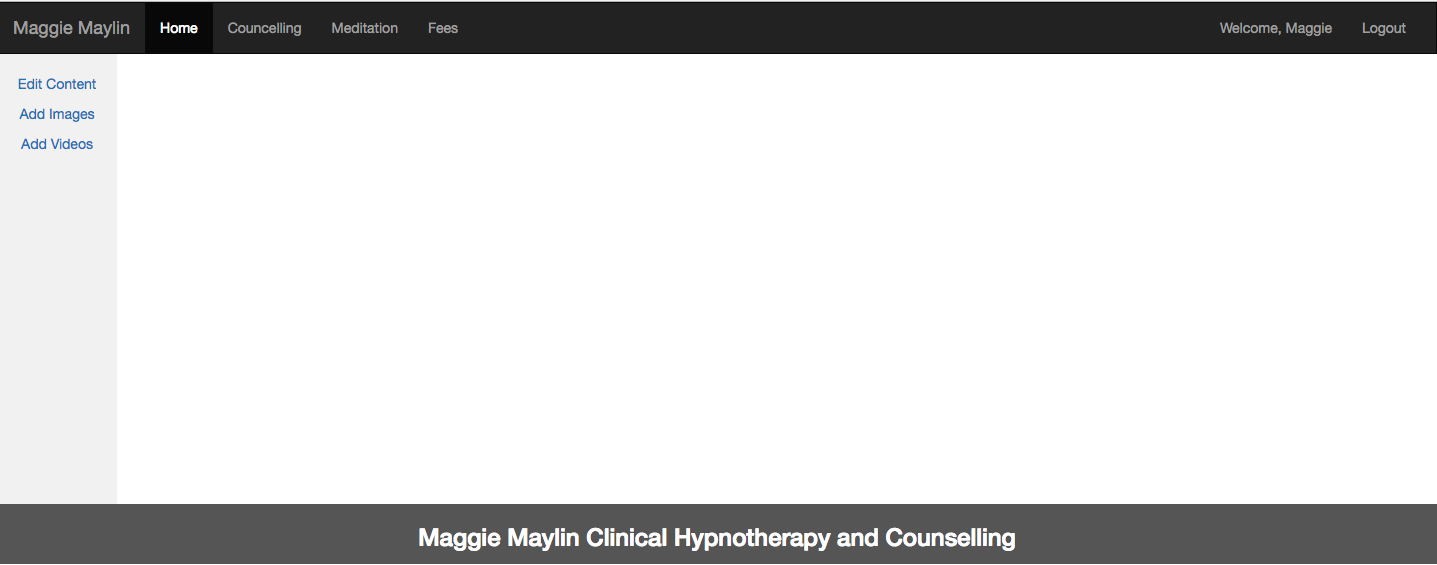 Maggie Maylin Home Councelling Meditation Fees Welcome, Maggie Logout
Edit Content
Add Images
Add Videos
Maggie Maylin Clinical Hypnotherapy and Counselling